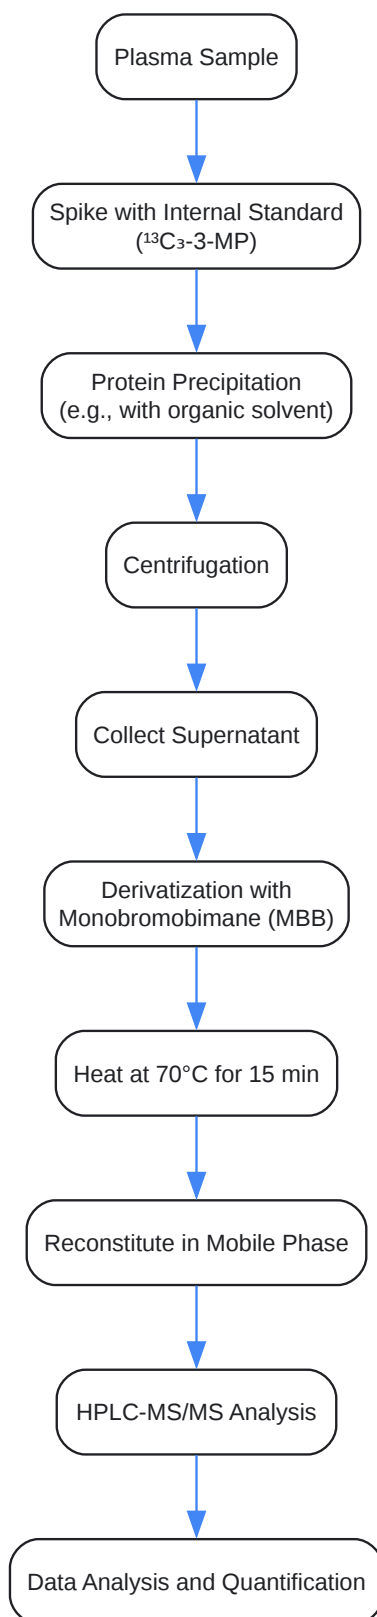 Plasma Sample
Spike with Internal Standard
(¹³C₃-3-MP)
Protein Precipitation
(e.g., with organic solvent)
Centrifugation
Collect Supernatant
Derivatization with
Monobromobimane (MBB)
Heat at 70°C for 15 min
Reconstitute in Mobile Phase
HPLC-MS/MS Analysis
Data Analysis and Quantification